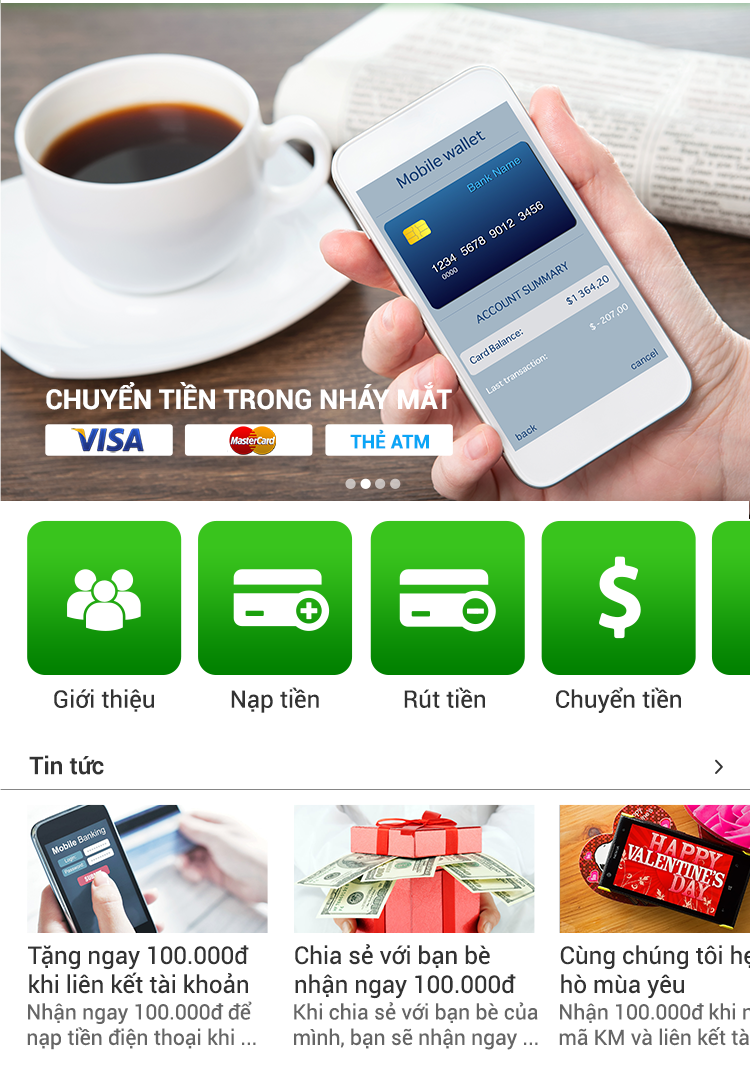 Mobile wallet
Bank Name
1234 5678 9012 3456
0000
ACCOUNT SUMMARY
Card Balance: $1 364,20
Last transaction: $ - 207,00
back cancel
CHUYỂN TIỀN TRONG NHÁY MẮT
VISA MasterCard THẺ ATM
Giới thiệu Nạp tiền Rút tiền Chuyển tiền
Tin tức
Mobile Banking
Login
Password
HAPPY
VALENTINE'S
DAY
Tặng ngay 100.000đ
khi liên kết tài khoản
Nhận ngay 100.000đ để
nạp tiền điện thoại khi ...
Chia sẻ với bạn bè
nhận ngay 100.000đ
Khi chia sẻ với bạn bè của
mình, bạn sẽ nhận ngay ...
Cùng chúng tôi hẹ
hò mùa yêu
Nhận 100.000đ khi n
mã KM và liên kết tà